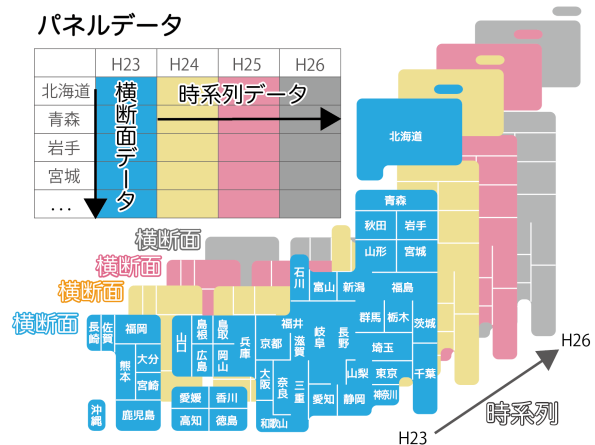 パネルデータ
H23 H24 H25 H26
北海道
青森
岩手
宮城
...
横断面データ
時系列データ
北海道
青森
秋田 岩手
山形 宮城
福島
横断面
横断面
横断面
横断面
石川 富山 新潟
群馬 栃木 茨城
長崎 佐賀 福岡
山口 島根 鳥取 兵庫
福井
京都 滋賀 岐阜 長野
埼玉
熊本 大分
広島 岡山
大阪 奈良 三重
山梨 東京 千葉
宮崎
愛媛 香川
愛知 静岡 神奈川
沖縄 鹿児島
高知 徳島
和歌山
H23
時系列
H26